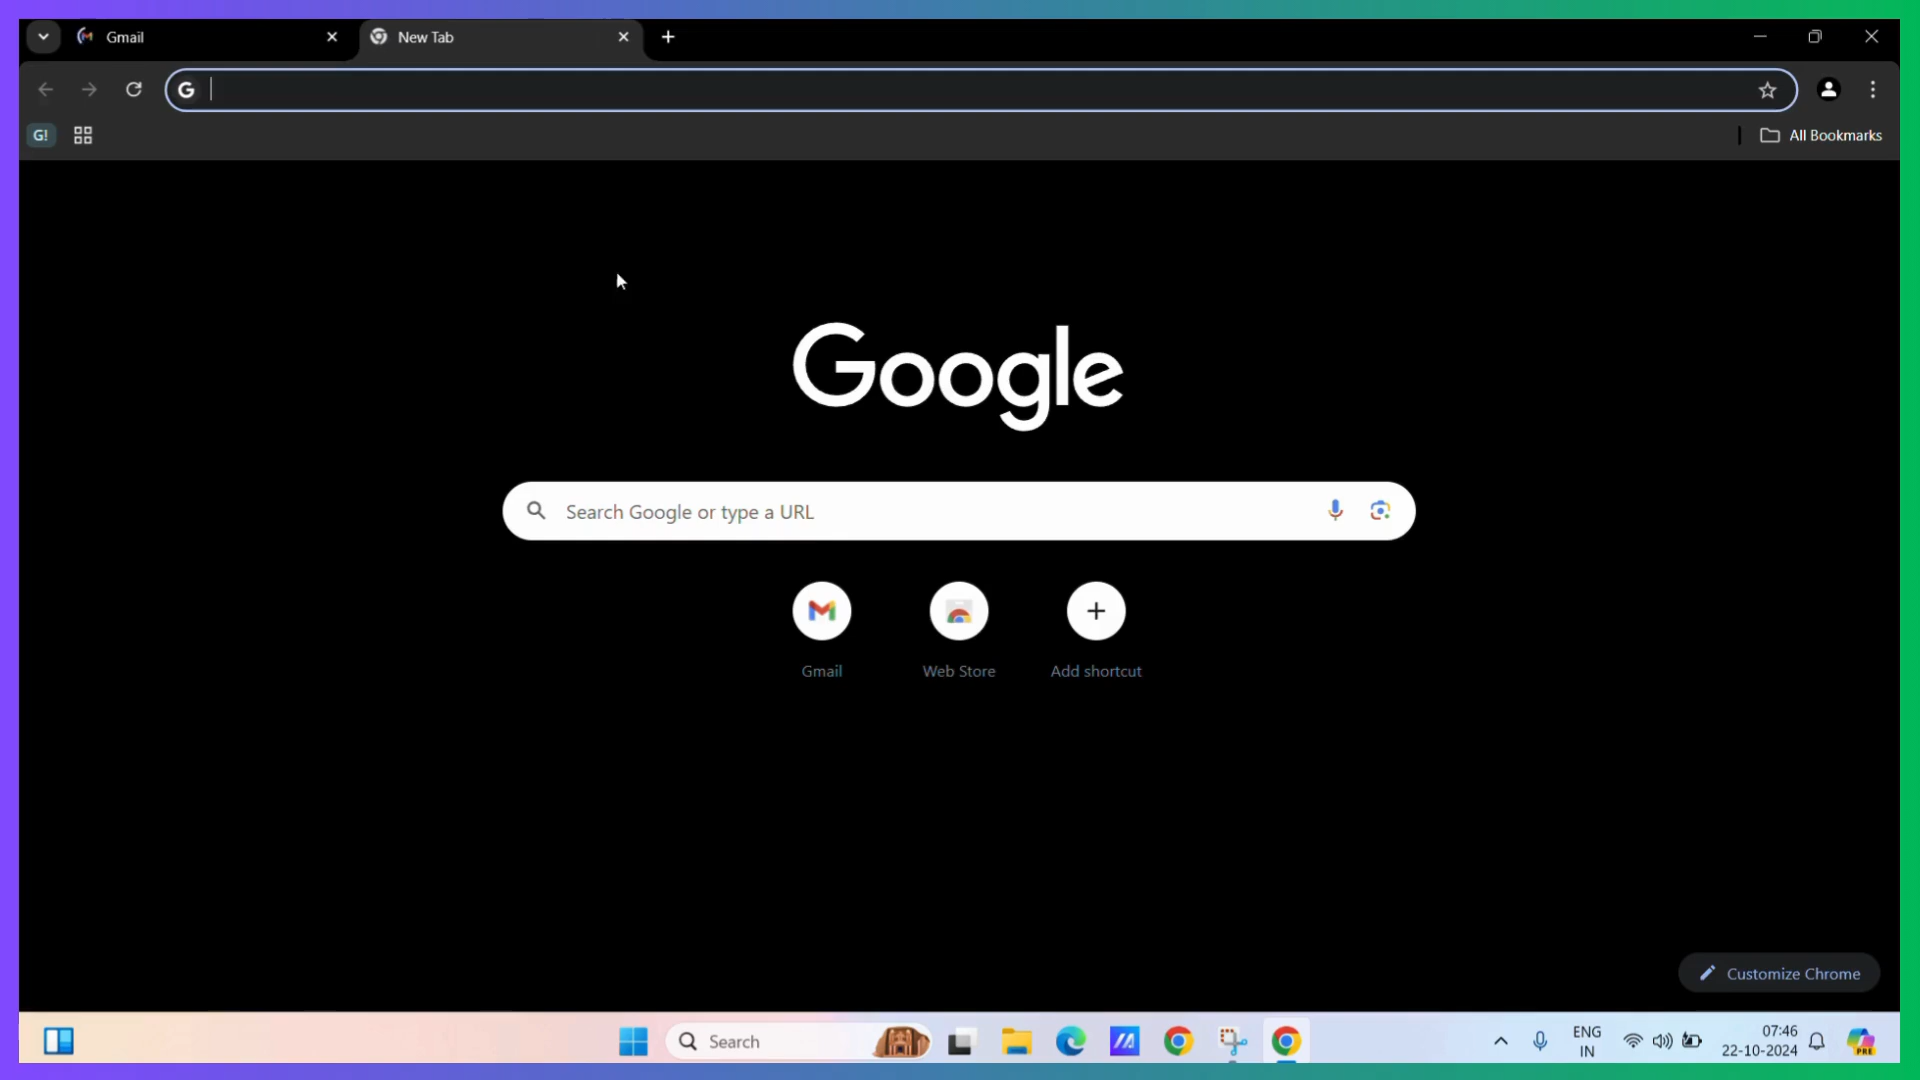 Gmail
New Tab
G!
All Bookmarks
Google
Search Google or type a URL
Gmail
Web Store
Add shortcut
Customize Chrome
Search
ENG
IN
07:46
22-10-2024
PRE